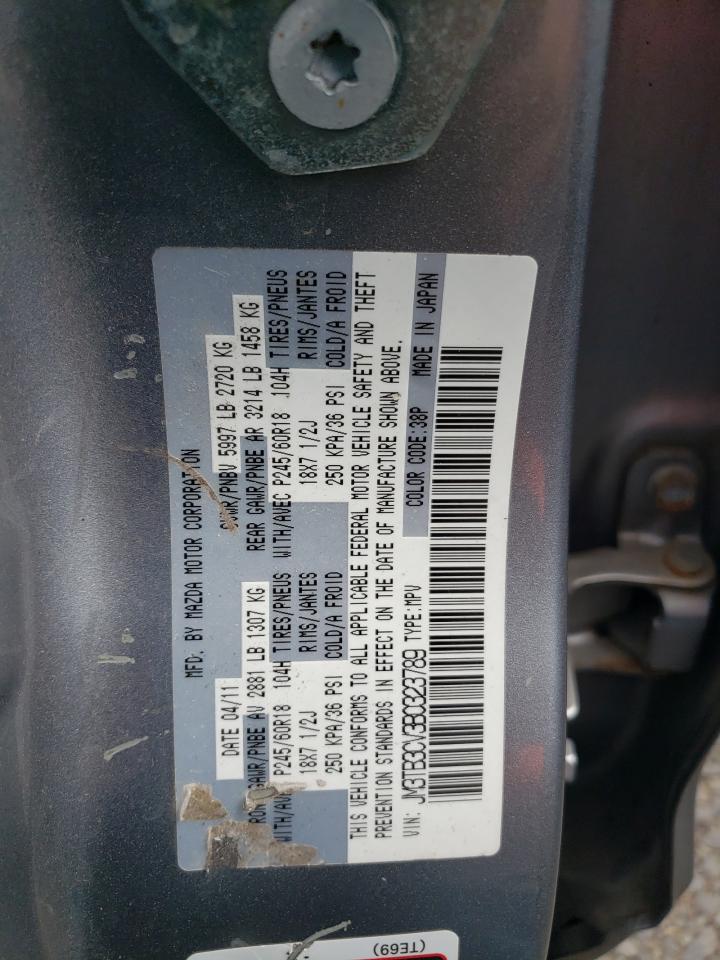 MFD. BY MAZDA MOTOR CORPORATION
DATE 04/11 GVWR/PNBV 5997 LB 2720 KG
GAWR/PNBE AV 2881 LB 1307 KG REAR GAWR/PNBE AR 3214 LB 1458 KG
WITH/AVEC P245/60R18 104H TIRES/PNEUS WITH/AVEC P245/60R18 104H TIRES/PNEUS
18X7 1/2J RIMS/JANTES 18X7 1/2J RIMS/JANTES
250 KPA/36 PSI COLD/A FROID 250 KPA/36 PSI COLD/A FROID
THIS VEHICLE CONFORMS TO ALL APPLICABLE FEDERAL MOTOR VEHICLE SAFETY AND THEFT
PREVENTION STANDARDS IN EFFECT ON THE DATE OF MANUFACTURE SHOWN ABOVE.
VIN: JM3TB3CV3B0323789 TYPE:MPV COLOR CODE:38P MADE IN JAPAN
(TE69)